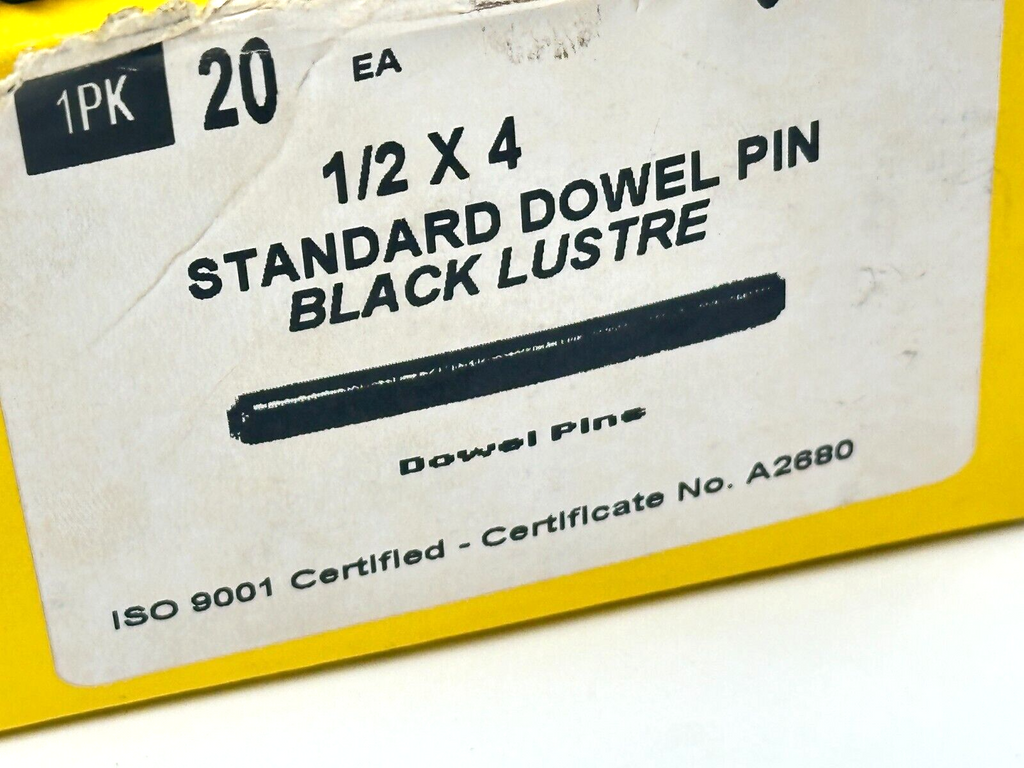 1PK 20 EA
1/2 X 4
STANDARD DOWEL PIN
BLACK LUSTRE
Dowel Pins
ISO 9001 Certified - Certificate No. A2680